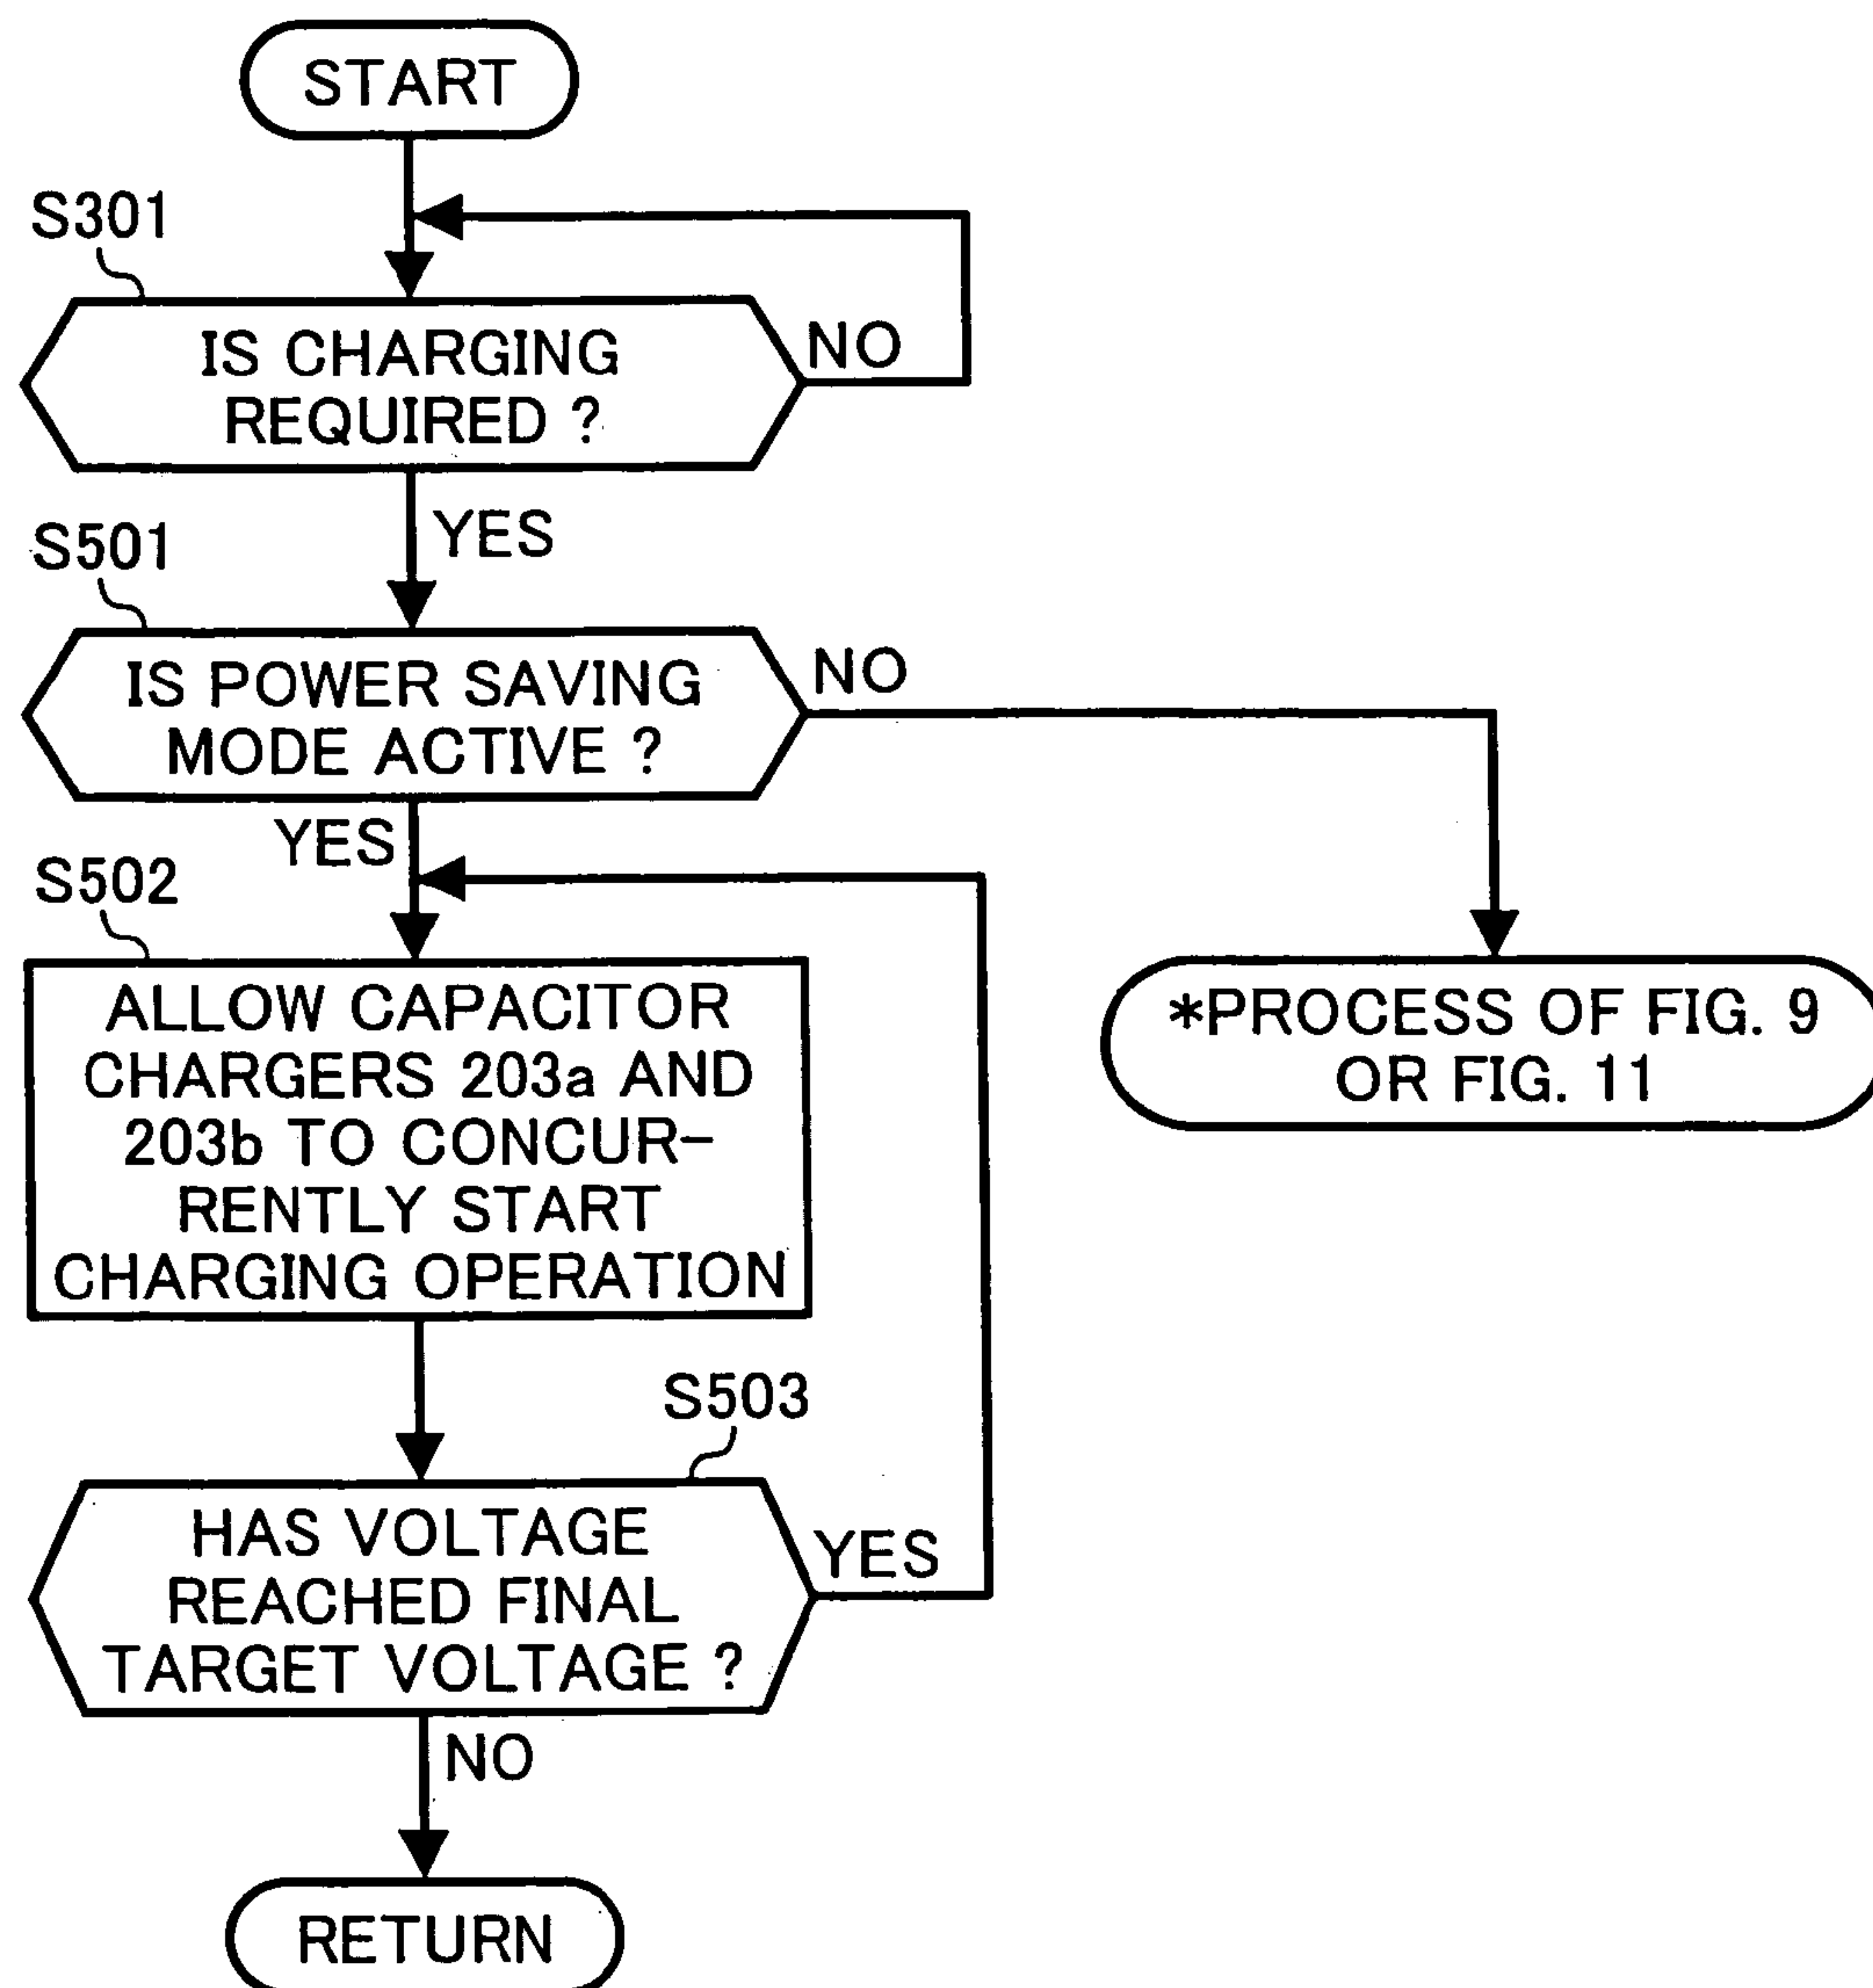 START
S301
IS CHARGING
REQUIRED ?
NO
YES
S501
IS POWER SAVING
MODE ACTIVE ?
NO
YES
S502
ALLOW CAPACITOR
CHARGERS 203a AND
203b TO CONCUR-
RENTLY START
CHARGING OPERATION
*PROCESS OF FIG. 9
OR FIG. 11
S503
HAS VOLTAGE
REACHED FINAL
TARGET VOLTAGE ?
YES
NO
RETURN